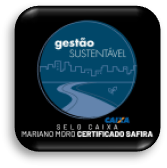 gestão
SUSTENTÁVEL
CAIXA
SELO CAIXA
MARIANO MORO CERTIFICADO SAFIRA